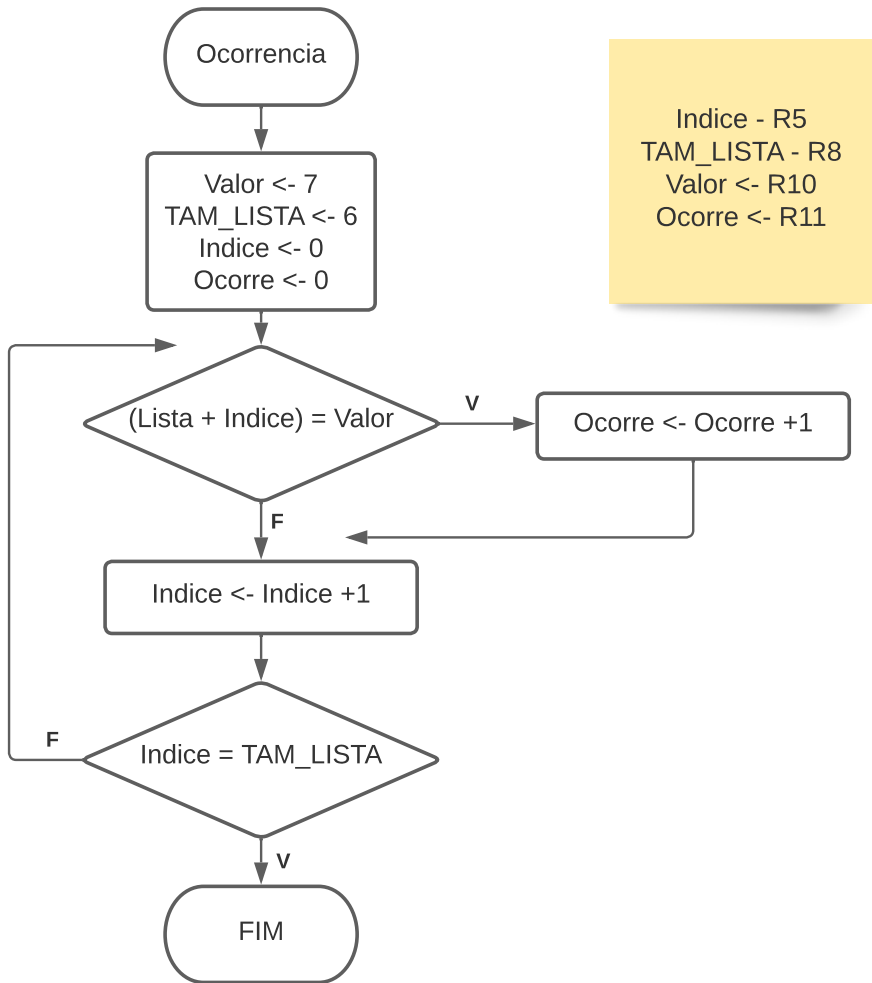 Ocorrencia
Indice - R5
TAM_LISTA - R8
Valor <- R10
Ocorre <- R11
Valor <- 7
TAM_LISTA <- 6
Indice <- 0
Ocorre <- 0
(Lista + Indice) = Valor
V
Ocorre <- Ocorre +1
F
Indice <- Indice +1
Indice = TAM_LISTA
F
V
FIM